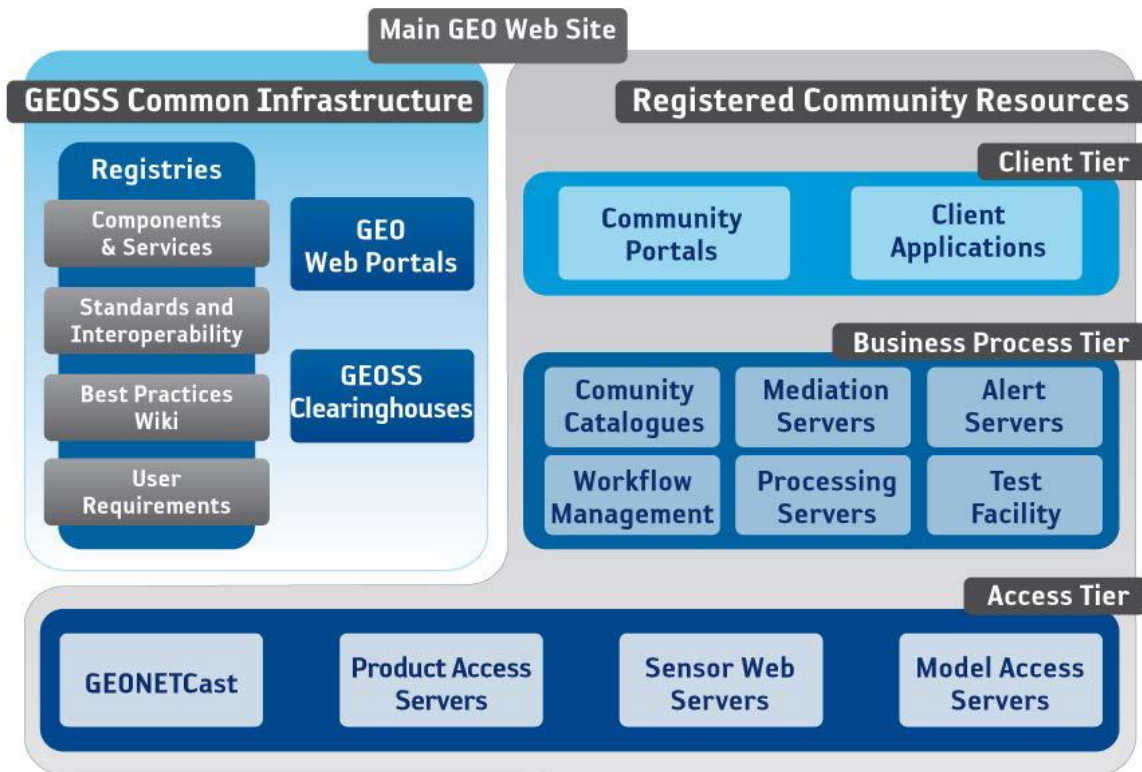 Main GEO Web Site
GEOSS Common Infrastructure
Registries
Components
& Services
Standards and
Interoperability
Best Practices
Wiki
User
Requirements
GEO
Web Portals
GEOSS
Clearinghouses
Registered Community Resources
Client Tier
Community
Portals
Client
Applications
Business Process Tier
Comunity
Catalogues
Mediation
Servers
Alert
Servers
Workflow
Management
Processing
Servers
Test
Facility
Access Tier
GEONETCast
Product Access
Servers
Sensor Web
Servers
Model Access
Servers